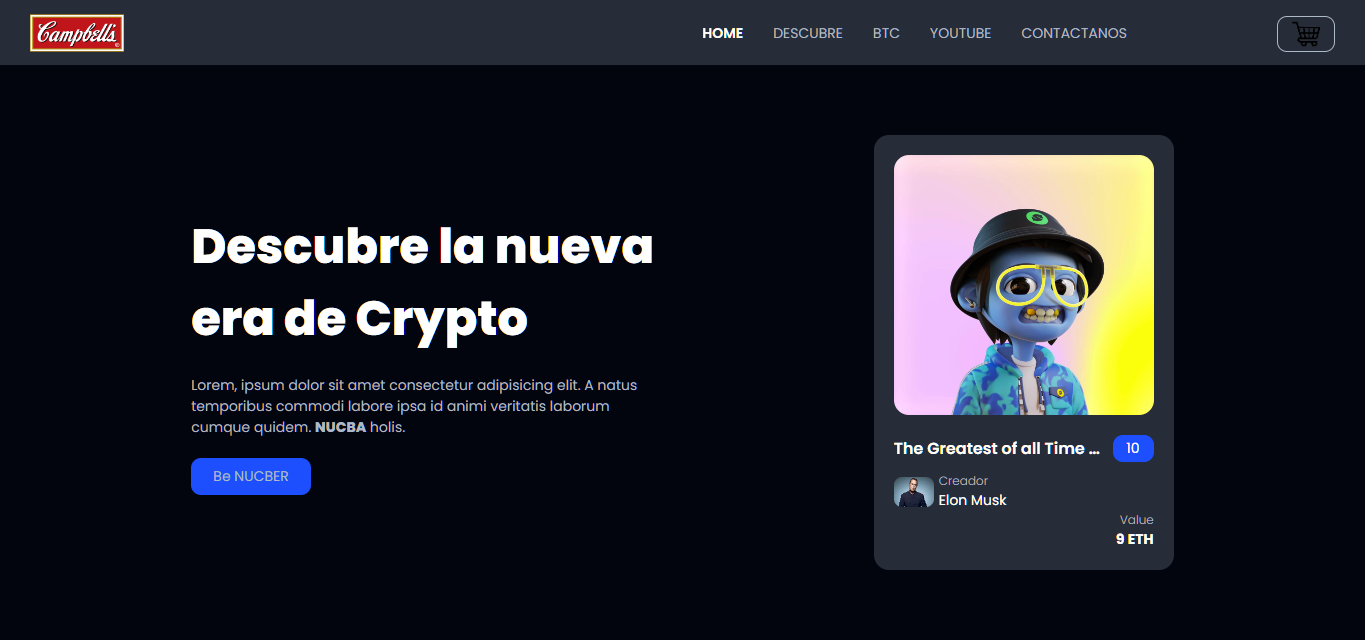 Campbell's
HOME DESCUBRE BTC YOUTUBE CONTACTANOS
Descubre la nueva
era de Crypto
Lorem, ipsum dolor sit amet consectetur adipisicing elit. A natus
temporibus commodi labore ipsa id animi veritatis laborum
cumque quidem. NUCBA holis.
Be NUCBER
The Greatest of all Time ... 10
Creador
Elon Musk
Value
9 ETH